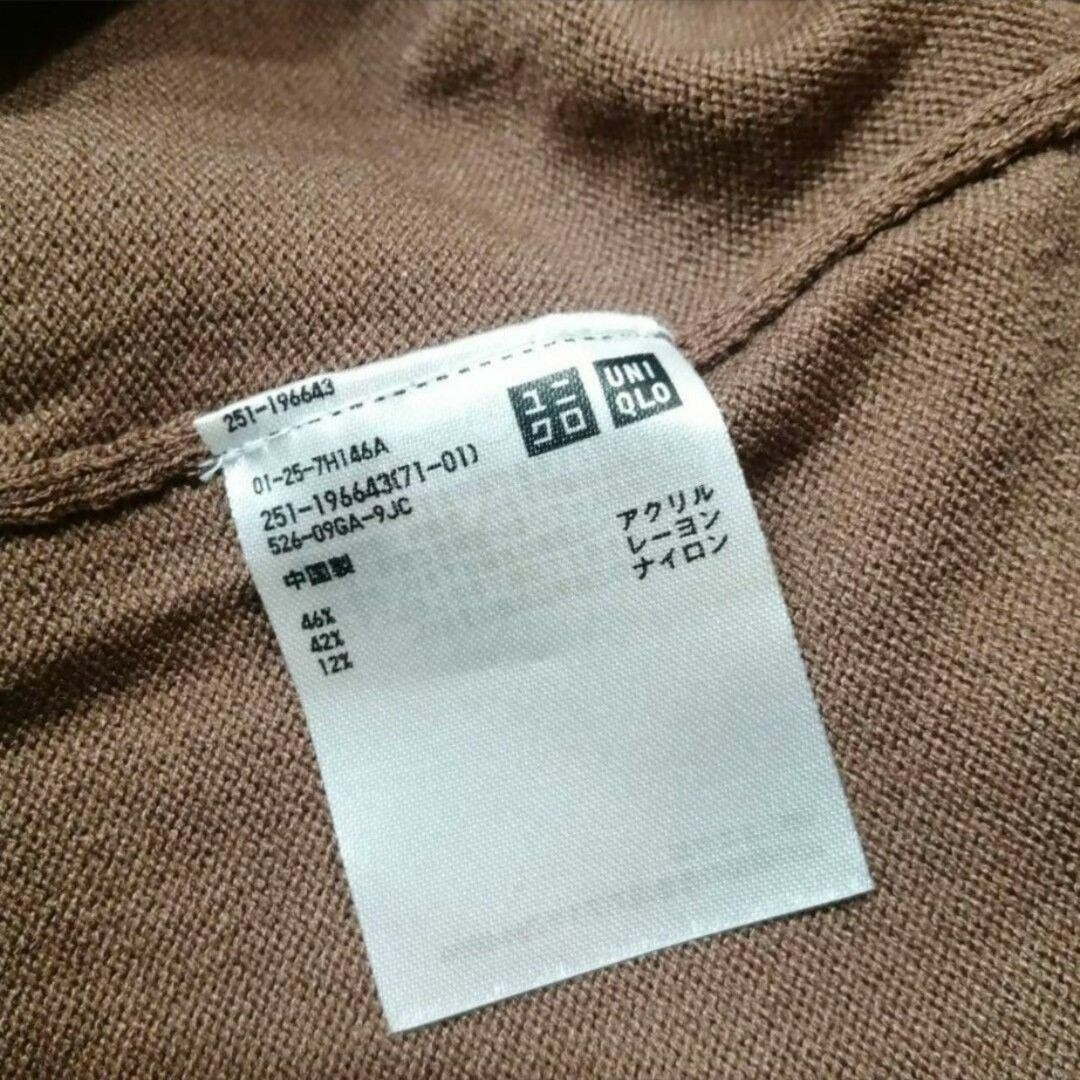 251-196643
ユニ
クロ
UNI
QLO
01-25-7H146A
251-196643(71-01)
526-09GA-9JC
中国製
アクリル 46%
レーヨン 42%
ナイロン 12%